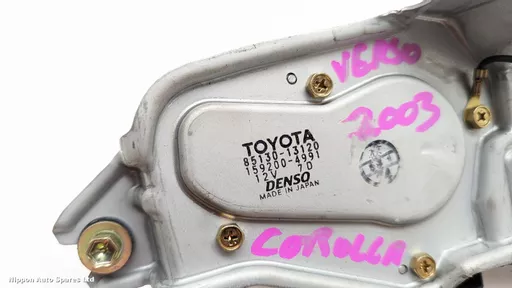 VERSO
2003
TOYOTA
85130-13120
159200-4991
12V 7D
DENSO
MADE IN JAPAN
COROLLA
Nippon Auto Spares Ltd